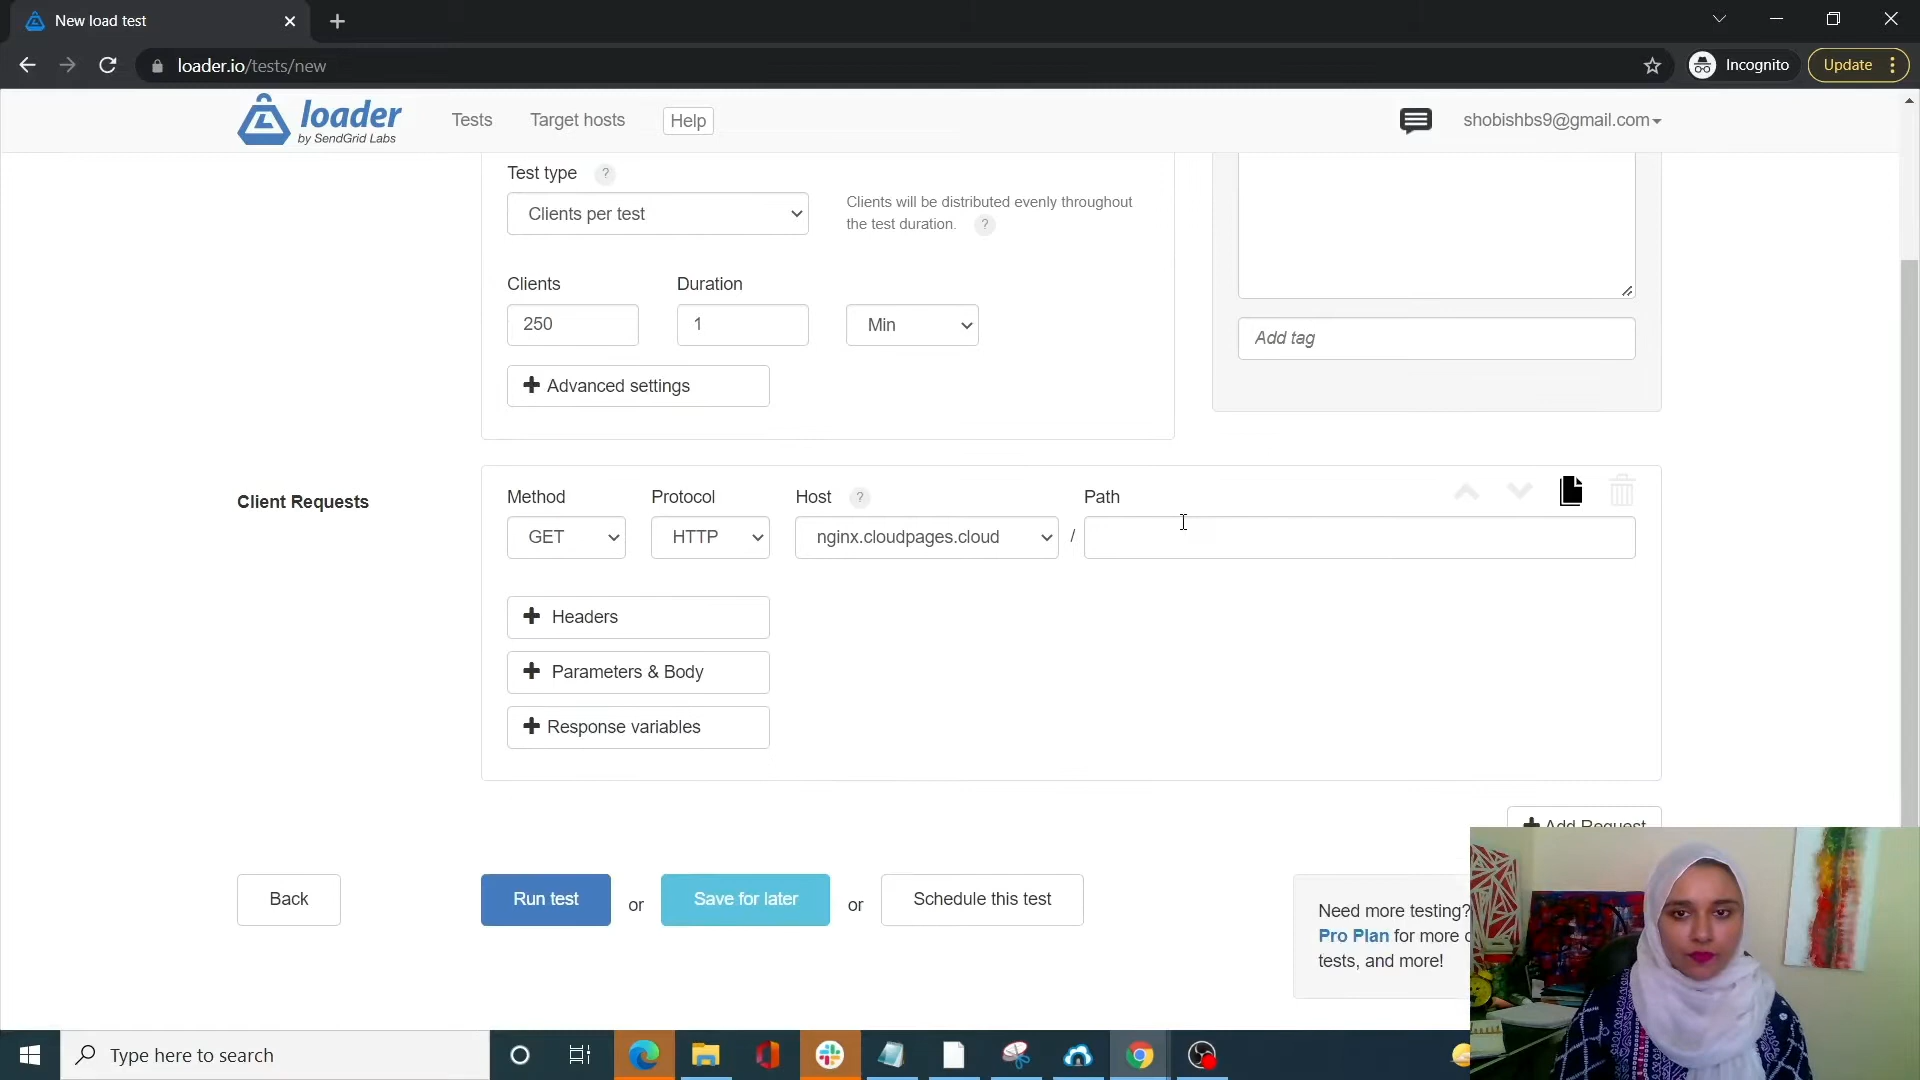 New load test
loader.io/tests/new
Incognito
Update
loader
by SendGrid Labs
Tests
Target hosts
Help
shobishbs9@gmail.com
Test type ?
Clients per test
Clients will be distributed evenly throughout
the test duration. ?
Clients
Duration
250
1
Min
Add tag
+ Advanced settings
Client Requests
Method
Protocol
Host ?
Path
GET
HTTP
nginx.cloudpages.cloud
/
+ Headers
+ Parameters & Body
+ Response variables
+ Add Request
Back
Run test
or
Save for later
or
Schedule this test
Need more testing?
Pro Plan for more
tests, and more!
Type here to search